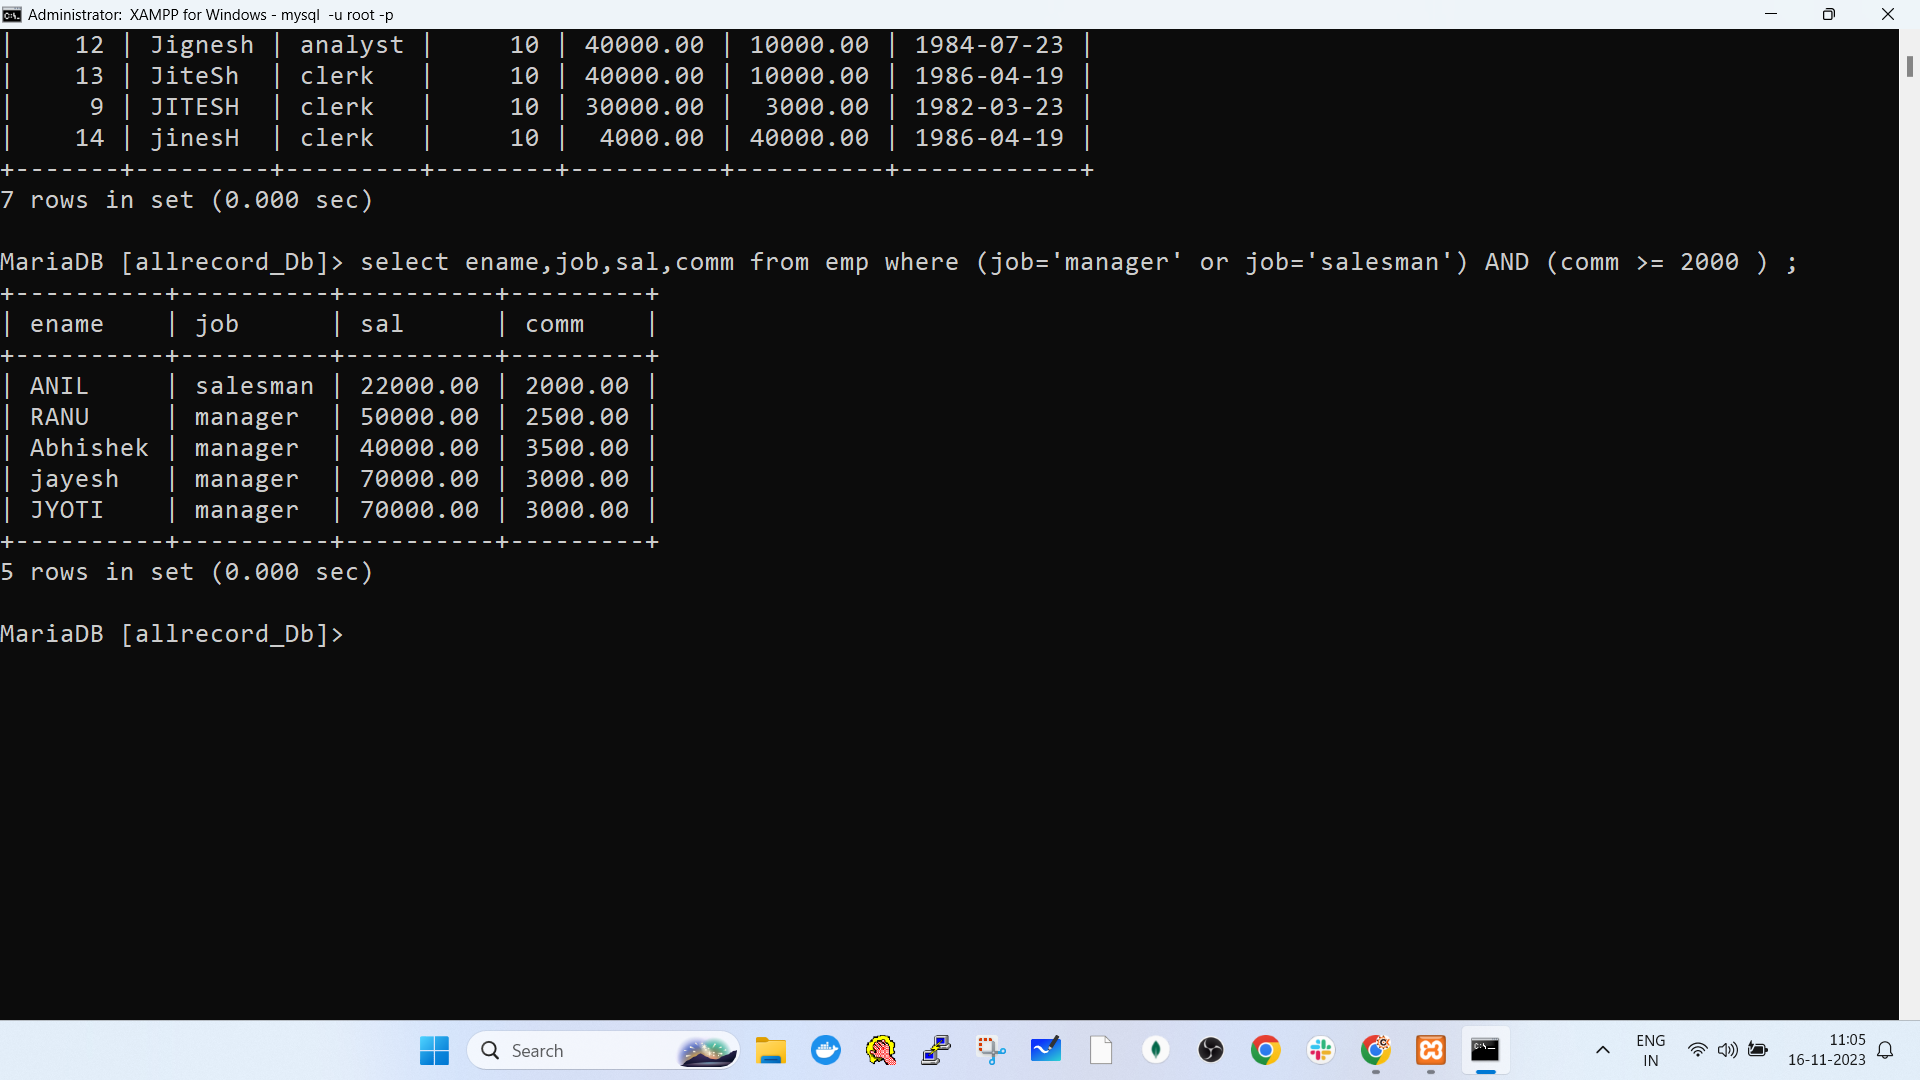 Administrator: XAMPP for Windows - mysql -u root -p
|    12 | Jignesh | analyst |     10 | 40000.00 | 10000.00 | 1984-07-23 |
|    13 | JiteSh  | clerk   |     10 | 40000.00 | 10000.00 | 1986-04-19 |
|     9 | JITESH  | clerk   |     10 | 30000.00 |  3000.00 | 1982-03-23 |
|    14 | jinesH  | clerk   |     10 |  4000.00 | 40000.00 | 1986-04-19 |
+-------+---------+---------+--------+----------+----------+------------+
7 rows in set (0.000 sec)
MariaDB [allrecord_Db]> select ename,job,sal,comm from emp where (job='manager' or job='salesman') AND (comm >= 2000 ) ;
+----------+----------+----------+---------+
| ename    | job      | sal      | comm    |
+----------+----------+----------+---------+
| ANIL     | salesman | 22000.00 | 2000.00 |
| RANU     | manager  | 50000.00 | 2500.00 |
| Abhishek | manager  | 40000.00 | 3500.00 |
| jayesh   | manager  | 70000.00 | 3000.00 |
| JYOTI    | manager  | 70000.00 | 3000.00 |
+----------+----------+----------+---------+
5 rows in set (0.000 sec)
MariaDB [allrecord_Db]>
Search
ENG
IN
11:05
16-11-2023